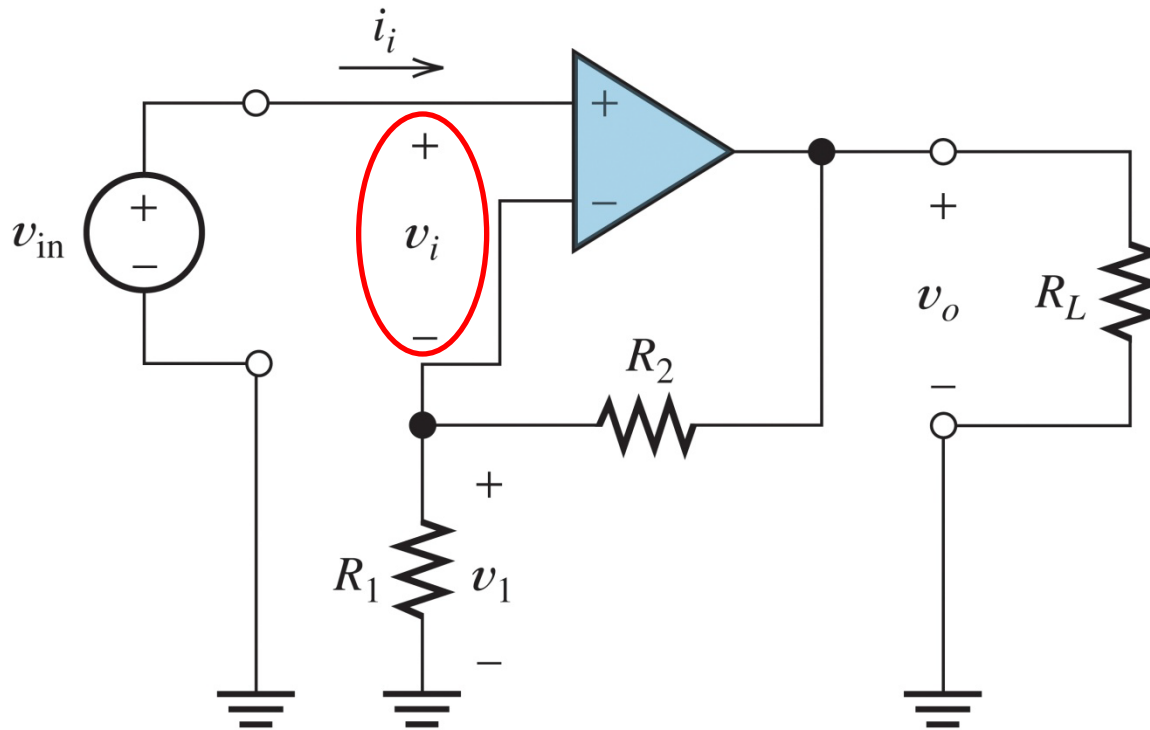 i_i
+
+
v_i
−
−
+
−
v_in
+
v_o
−
R_L
R_2
+
R_1
v_1
−